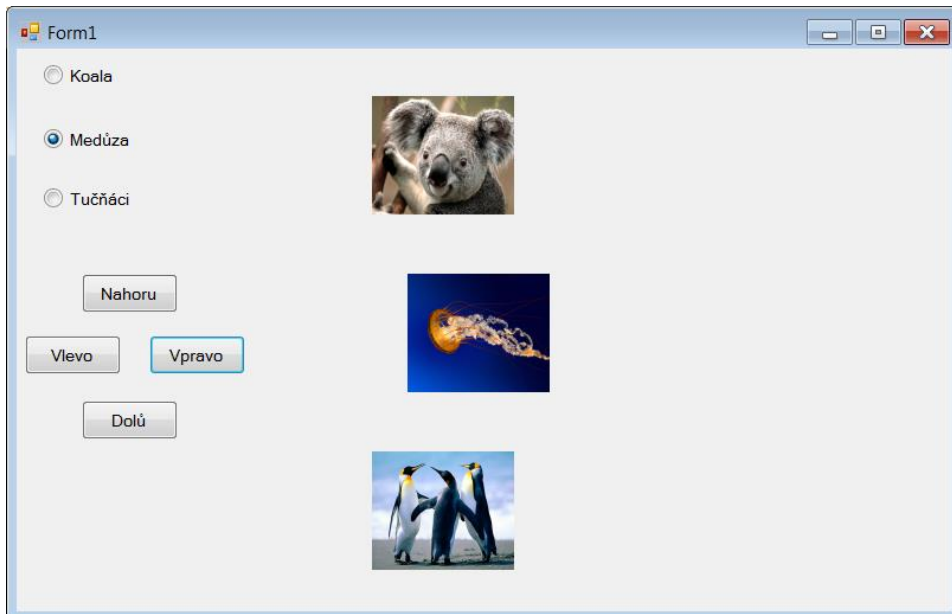 Form1
Koala
Medůza
Tučňáci
Nahoru
Vlevo Vpravo
Dolů